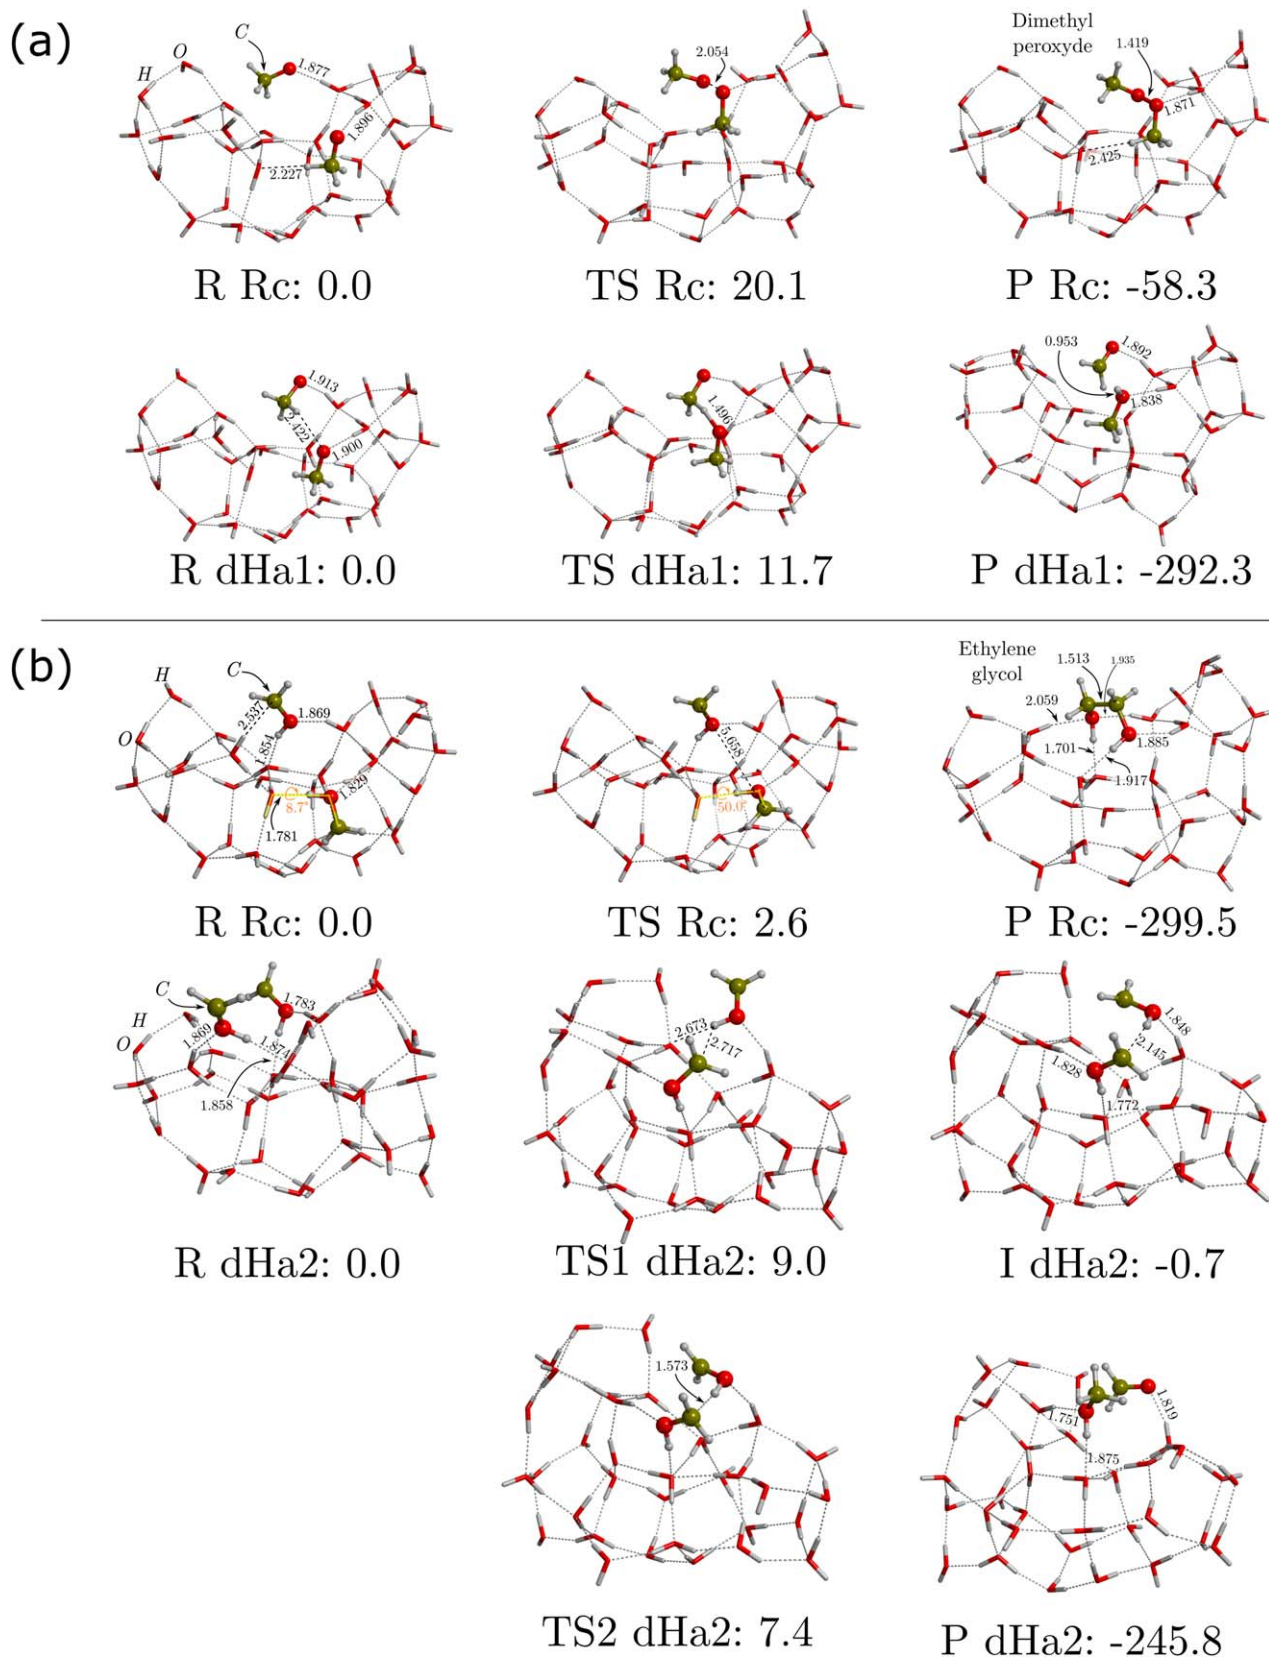 (a)
C
O
H
1.877
1.896
2.227
R Rc: 0.0
2.054
TS Rc: 20.1
Dimethyl
peroxyde
1.419
1.871
2.425
P Rc: -58.3
1.913
2.422
1.900
R dHa1: 0.0
1.496
TS dHa1: 11.7
0.953
1.892
1.838
P dHa1: -292.3
(b)
H
C
O
2.537
1.869
1.854
1.829
8.7°
1.781
R Rc: 0.0
5.658
50.0°
TS Rc: 2.6
Ethylene
glycol
1.513
1.935
2.059
1.701
1.885
1.917
P Rc: -299.5
C
H
O
1.783
1.869
1.874
1.858
R dHa2: 0.0
2.673
2.717
TS1 dHa2: 9.0
1.848
2.145
1.828
1.772
I dHa2: -0.7
1.573
TS2 dHa2: 7.4
1.819
1.751
1.875
P dHa2: -245.8